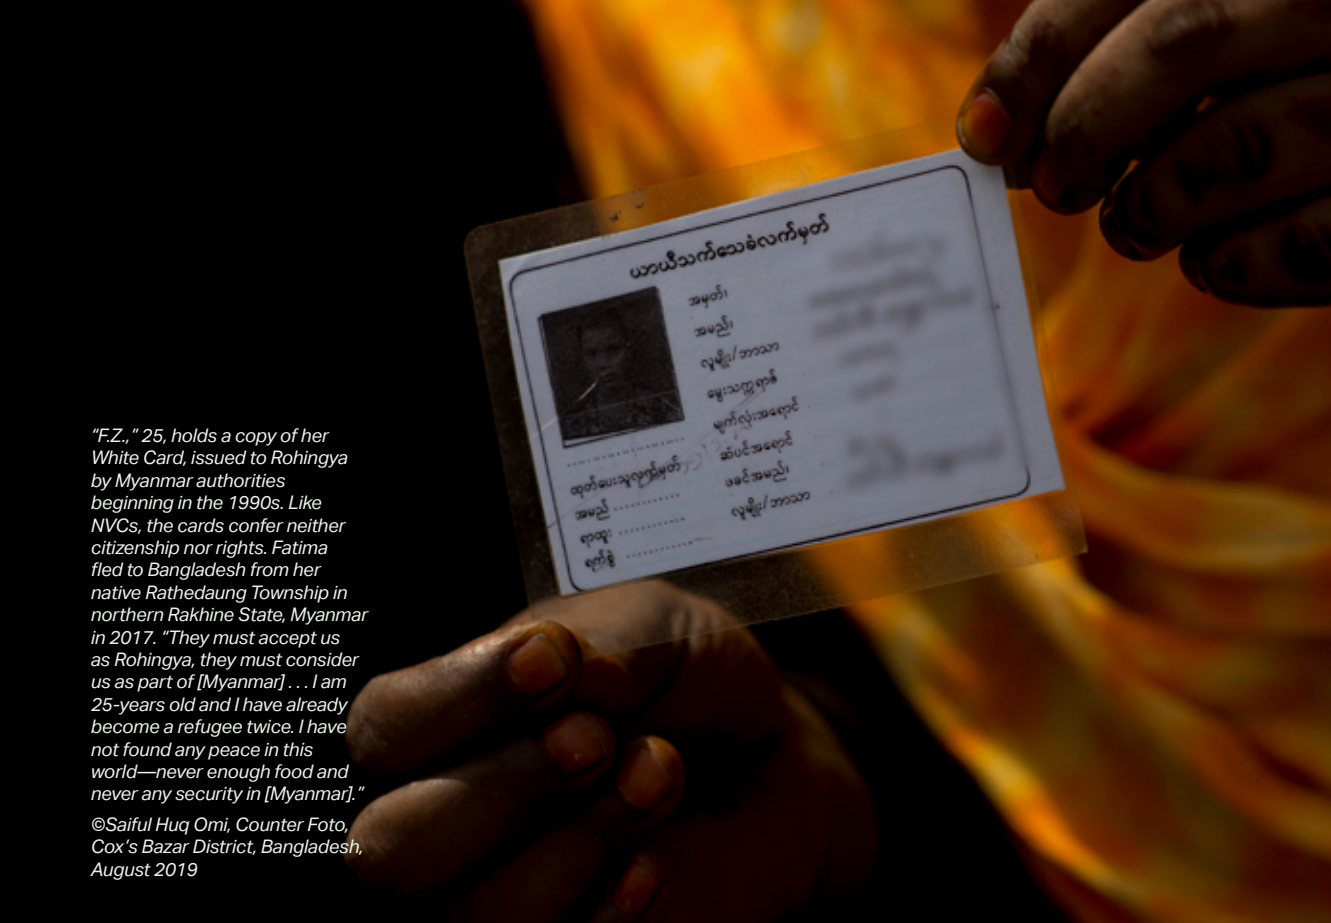 “F.Z.,” 25, holds a copy of her
White Card, issued to Rohingya
by Myanmar authorities
beginning in the 1990s. Like
NVCs, the cards confer neither
citizenship nor rights. Fatima
fled to Bangladesh from her
native Rathedaung Township in
northern Rakhine State, Myanmar
in 2017. “They must accept us
as Rohingya, they must consider
us as part of [Myanmar] . . . I am
25-years old and I have already
become a refugee twice. I have
not found any peace in this
world—never enough food and
never any security in [Myanmar].”
©Saiful Huq Omi, Counter Foto,
Cox’s Bazar District, Bangladesh,
August 2019
ယာယီသက်သေခံလက်မှတ်
အမှတ်၊
အမည်၊
လူမျိုး/ဘာသာ
မွေးသက္ကရာဇ်
မျက်လုံးအရောင်
ဆံပင်အရောင်
ဖခင်အမည်၊
လူမျိုး/ဘာသာ
ထုတ်ပေးသူလက်မှတ်
အမည် ............
ရာထူး ............
ရက်စွဲ ............